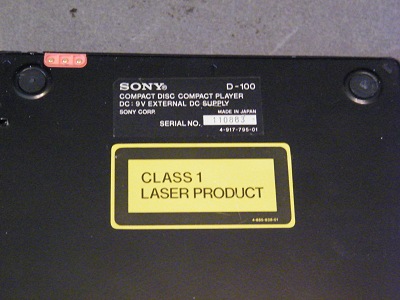 SONY® D-100
COMPACT DISC COMPACT PLAYER
DC: 9V EXTERNAL DC SUPPLY
SONY CORP. MADE IN JAPAN
SERIAL NO. 110863
4-917-795-01
CLASS 1
LASER PRODUCT